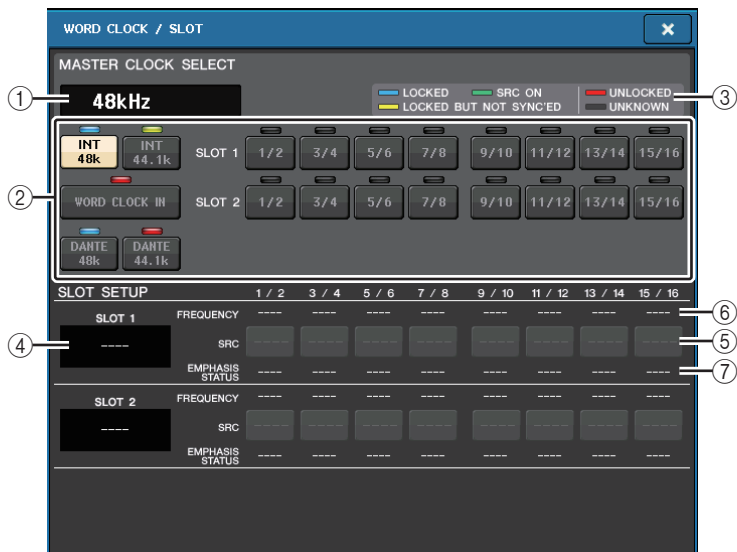 WORD CLOCK / SLOT
×
MASTER CLOCK SELECT
① 48kHz
LOCKED SRC ON UNLOCKED ③
LOCKED BUT NOT SYNC'ED UNKNOWN
②
INT 48k
INT 44.1k
SLOT 1 1/2 3/4 5/6 7/8 9/10 11/12 13/14 15/16
WORD CLOCK IN SLOT 2 1/2 3/4 5/6 7/8 9/10 11/12 13/14 15/16
DANTE 48k
DANTE 44.1k
SLOT SETUP 1 / 2 3 / 4 5 / 6 7 / 8 9 / 10 11 / 12 13 / 14 15 / 16
SLOT 1 FREQUENCY ---- ---- ---- ---- ---- ---- ---- ---- ⑥
④ ---- SRC ---- ---- ---- ---- ---- ---- ---- ---- ⑤
EMPHASIS STATUS ---- ---- ---- ---- ---- ---- ---- ---- ⑦
SLOT 2 FREQUENCY ---- ---- ---- ---- ---- ---- ---- ----
---- SRC ---- ---- ---- ---- ---- ---- ---- ----
EMPHASIS STATUS ---- ---- ---- ---- ---- ---- ---- ----